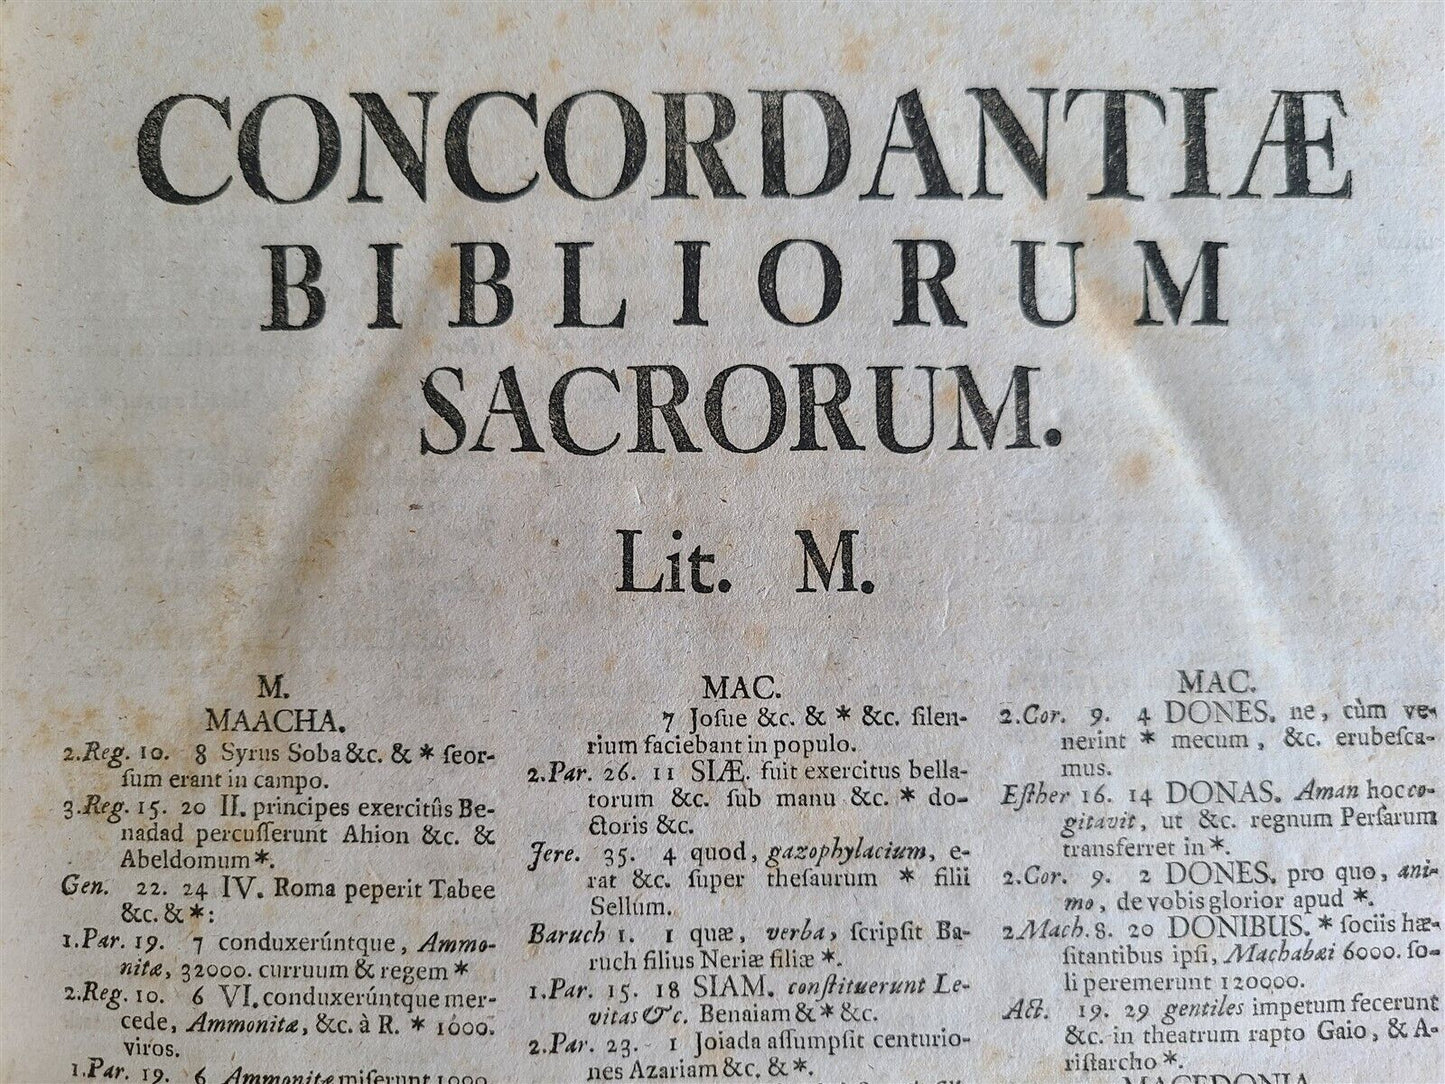 CONCORDANTIÆ
BIBLIORUM
SACRORUM.
Lit. M.
M.
MAACHA.
2.Reg. 10. 8 Syrus Soba &c. & * ſeor-
ſum erant in campo.
3.Reg. 15. 20 II. principes exercitûs Be-
nadad percuſſerunt Ahion &c. &
Abeldomum *.
Gen. 22. 24 IV. Roma peperit Tabee
&c. & *:
1.Par. 19. 7 conduxerúntque, Ammo-
nitæ, 32000. curruum & regem *
2.Reg. 10. 6 VI. conduxerúntque mer-
cede, Ammonitæ, &c. à R. * 1000.
viros.
1.Par. 19. 6 Ammonitæ miſerunt 1000.
MAC.
7 Joſue &c. & * &c. ſilen-
rium faciebant in populo.
2.Par. 26. 11 SIÆ. fuit exercitus bella-
torum &c. ſub manu &c. * do-
ctoris &c.
Jere. 35. 4 quod, gazophylacium, e-
rat &c. ſuper theſaurum * filii
Sellum.
Baruch 1. 1 quæ, verba, ſcripſit Ba-
ruch filius Neriæ filiæ *.
1.Par. 15. 18 SIAM. conſtituerunt Le-
vitas &c. Benaiam & * &c.
2.Par. 23. 1 Joiada aſſumpſit centurio-
nes Azariam &c. & *.
MAC.
2.Cor. 9. 4 DONES. ne, cùm ve-
nerint * mecum, &c. erubeſca-
mus.
Eſther 16. 14 DONAS. Aman hoc co-
gitavit, ut &c. regnum Perſarum
transferret in *.
2.Cor. 9. 2 DONES. pro quo, ani-
mo, de vobis glorior apud *.
2 Mach. 8. 20 DONIBUS. * ſociis hæ-
ſitantibus ipſi, Machabæi 6000. ſo-
li peremerunt 120000.
Act. 19. 29 gentiles impetum fecerunt
&c. in theatrum rapto Gaio, & A-
riſtarcho *.
MACEDONIA